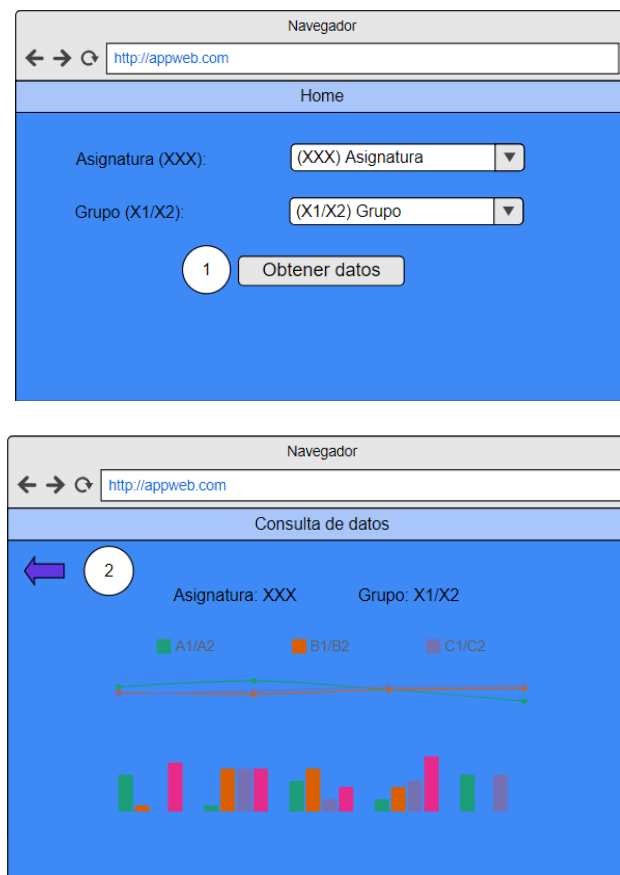 Navegador
http://appweb.com
Home
Asignatura (XXX): (XXX) Asignatura
Grupo (X1/X2): (X1/X2) Grupo
1 Obtener datos
Navegador
http://appweb.com
Consulta de datos
2
Asignatura: XXX Grupo: X1/X2
A1/A2 B1/B2 C1/C2